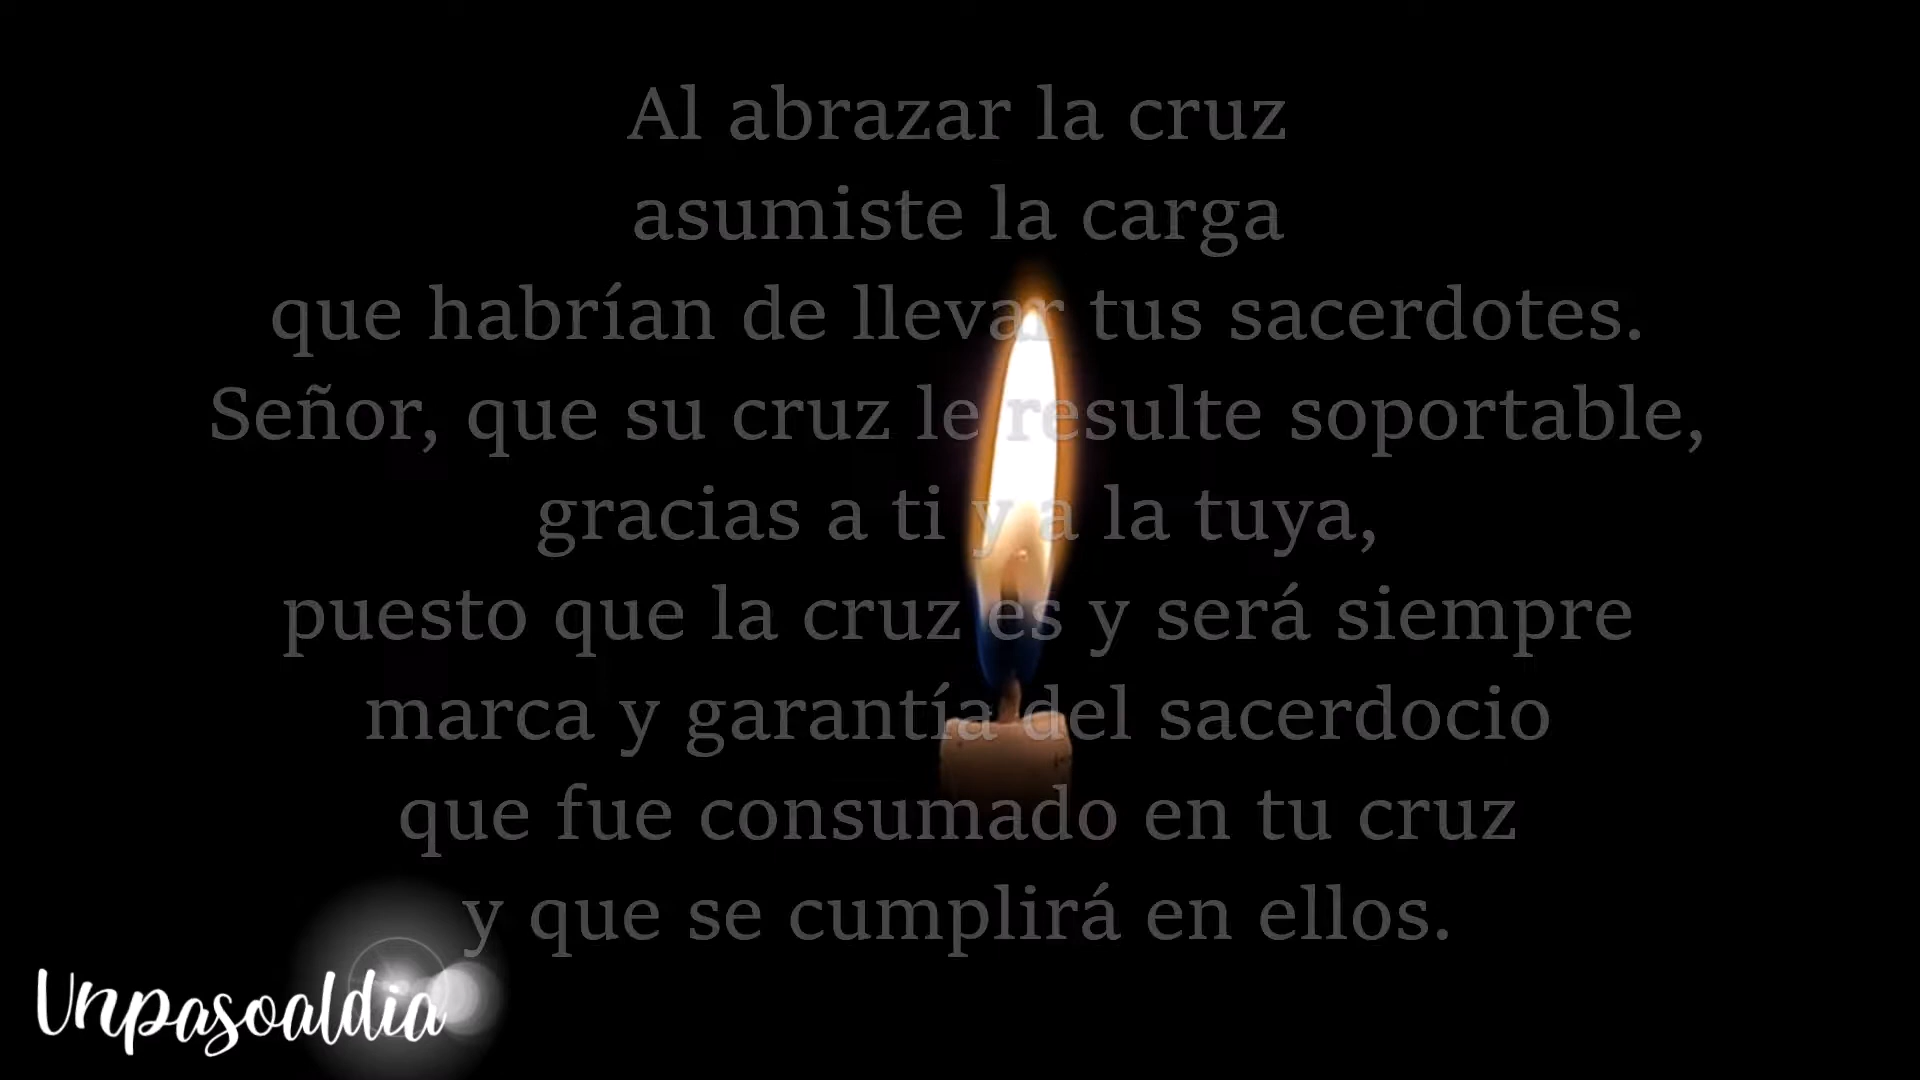 Al abrazar la cruz
asumiste la carga
que habrían de llevar tus sacerdotes.
Señor, que su cruz le resulte soportable,
gracias a ti y a la tuya,
puesto que la cruz es y será siempre
marca y garantía del sacerdocio
que fue consumado en tu cruz
y que se cumplirá en ellos.
Unpasoaldia